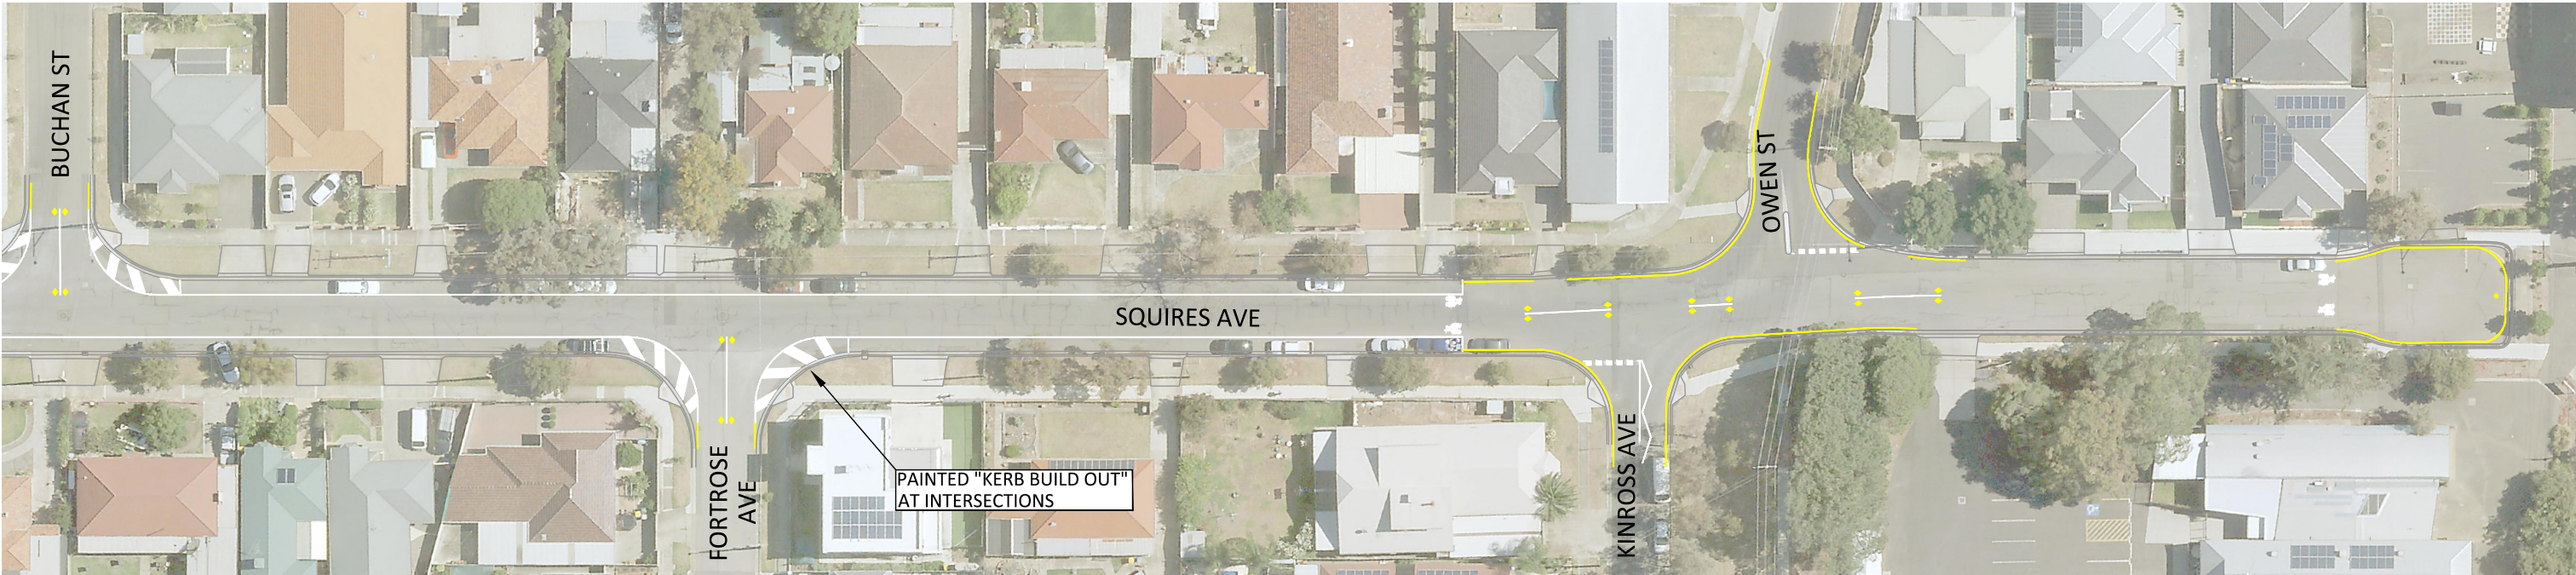 BUCHAN ST
OWEN ST
SQUIRES AVE
FORTROSE
AVE
PAINTED "KERB BUILD OUT"
AT INTERSECTIONS
KINROSS AVE